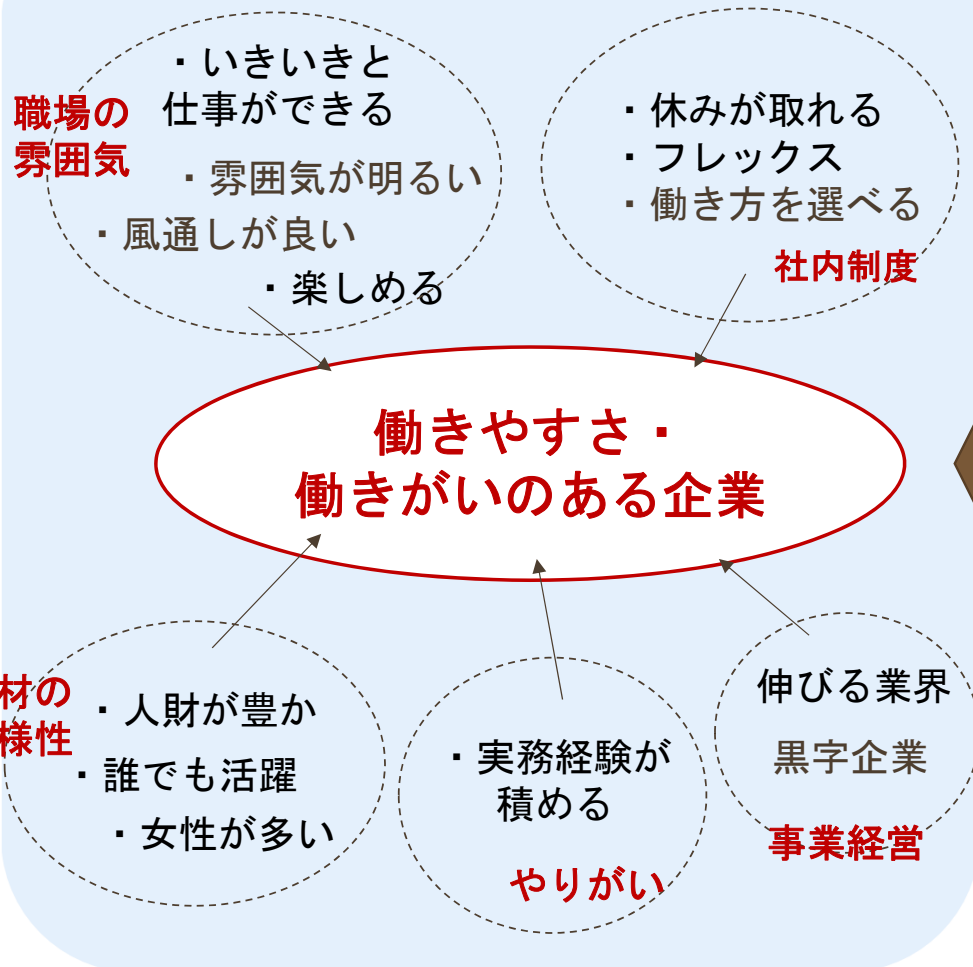 職場の
雰囲気
・いきいきと
仕事ができる
・雰囲気が明るい
・風通しが良い
・楽しめる
・休みが取れる
・フレックス
・働き方を選べる
社内制度
働きやすさ・
働きがいのある企業
材の
様性
・人財が豊か
・誰でも活躍
・女性が多い
・実務経験が
積める
やりがい
伸びる業界
黒字企業
事業経営